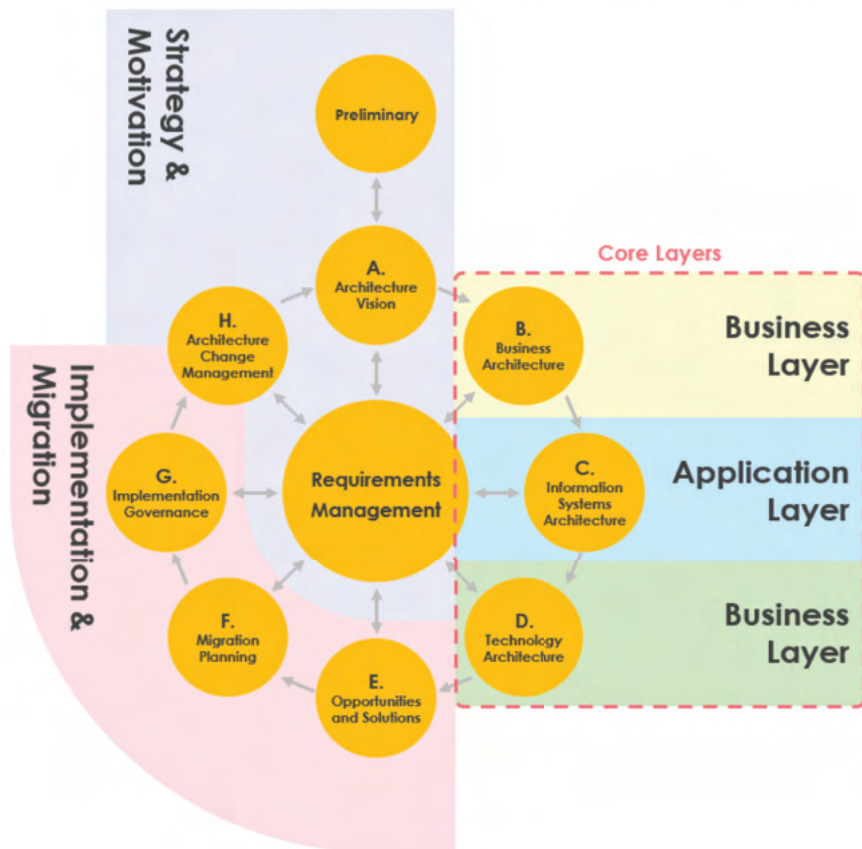 Strategy &
Motivation
Preliminary
Core Layers
A.
Architecture
Vision
B.
Business
Architecture
Business
Layer
H.
Architecture
Change
Management
Implementation &
Migration
Requirements
Management
C.
Information
Systems
Architecture
Application
Layer
G.
Implementation
Governance
F.
Migration
Planning
D.
Technology
Architecture
Business
Layer
E.
Opportunities
and Solutions